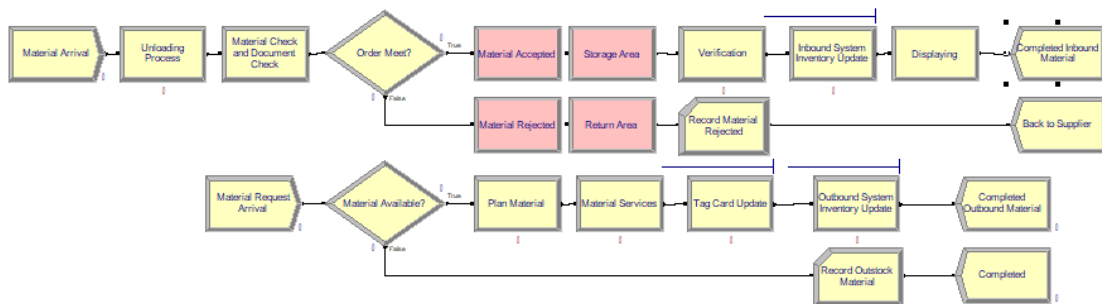 Material Arrival
Unloading
Process
Material Check
and Document
Check
Order Meet?
True
False
Material Accepted
Storage Area
Verification
Inbound System
Inventory Update
Displaying
Completed Inbound
Material
Material Rejected
Return Area
Record Material
Rejected
Back to Supplier
Material Request
Arrival
Material Available?
True
False
Plan Material
Material Services
Tag Card Update
Outbound System
Inventory Update
Completed
Outbound Material
Record Outstock
Material
Completed